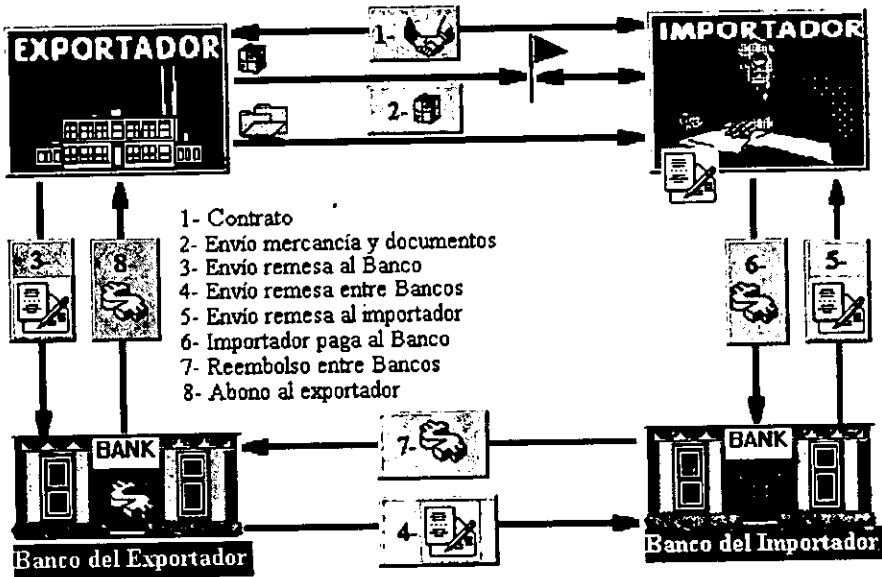 EXPORTADOR
1-
IMPORTADOR
2-
1- Contrato
2- Envío mercancía y documentos
3- Envío remesa al Banco
4- Envío remesa entre Bancos
5- Envío remesa al importador
6- Importador paga al Banco
7- Reembolso entre Bancos
8- Abono al exportador
3-
8-
6-
5-
BANK
7-
BANK
4-
Banco del Exportador
Banco del Importador